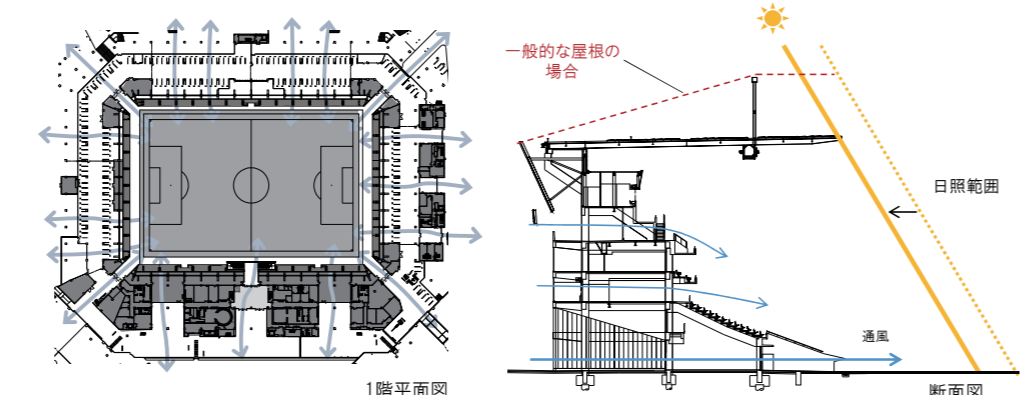 1階平面図
一般的な屋根の
場合
日照範囲
通風
断面図